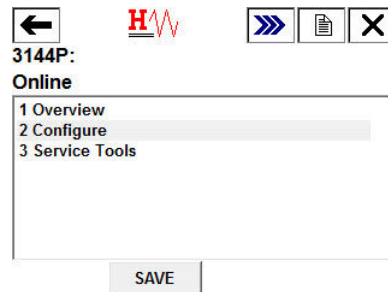 H
3144P:
Online
1 Overview
2 Configure
3 Service Tools
SAVE